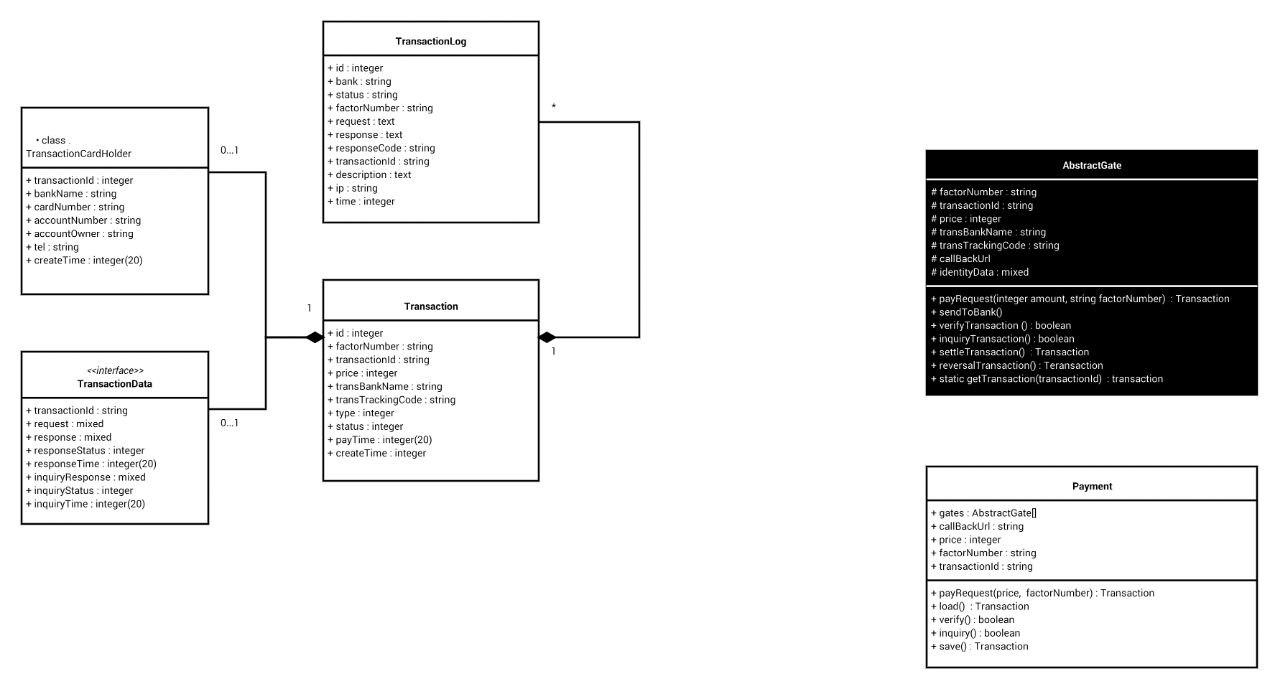 TransactionLog
+ id : integer
+ bank : string
+ status : string
+ factorNumber : string
+ request : text
+ response : text
+ responseCode : string
+ transactionId : string
+ description : text
+ ip : string
+ time : integer
*
• class .
TransactionCardHolder
+ transactionId : integer
+ bankName : string
+ cardNumber : string
+ accountNumber : string
+ accountOwner : string
+ tel : string
+ createTime : integer(20)
0...1
1
Transaction
+ id : integer
+ factorNumber : string
+ transactionId : string
+ price : integer
+ transBankName : string
+ transTrackingCode : string
+ type : integer
+ status : integer
+ payTime : integer(20)
+ createTime : integer
1
<<interface>>
TransactionData
+ transactionId : string
+ request : mixed
+ response : mixed
+ responseStatus : integer
+ responseTime : integer(20)
+ inquiryResponse : mixed
+ inquiryStatus : integer
+ inquiryTime : integer(20)
0...1
AbstractGate
# factorNumber : string
# transactionId : string
# price : integer
# transBankName : string
# transTrackingCode : string
# callBackUrl
# identityData : mixed
+ payRequest(integer amount, string factorNumber) : Transaction
+ sendToBank()
+ verifyTransaction () : boolean
+ inquiryTransaction() : boolean
+ settleTransaction() : Transaction
+ reversalTransaction() : Teransaction
+ static getTransaction(transactionId) : transaction
Payment
+ gates : AbstractGate[]
+ callBackUrl : string
+ price : integer
+ factorNumber : string
+ transactionId : string
+ payRequest(price, factorNumber) : Transaction
+ load() : Transaction
+ verify() : boolean
+ inquiry() : boolean
+ save() : Transaction